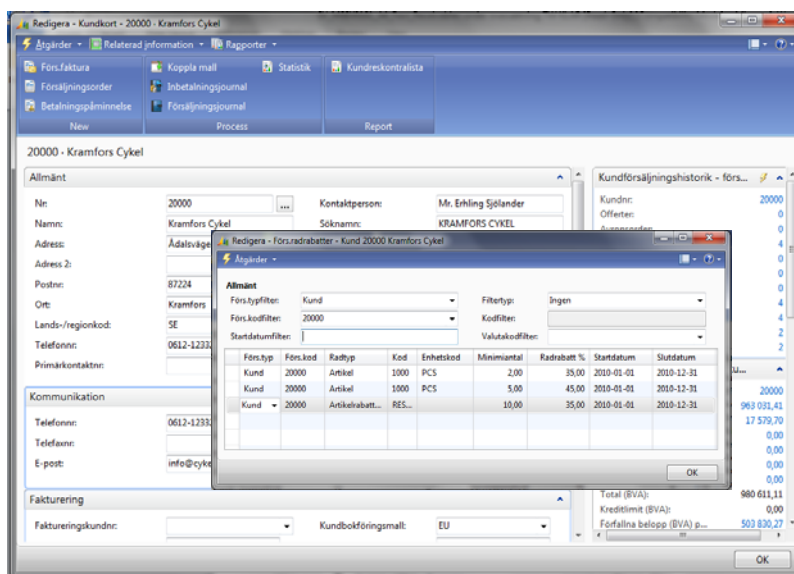 Redigera - Kundkort - 20000 · Kramfors Cykel
Åtgärder Relaterad information Rapporter
Förs.faktura Koppla mall Statistik Kundreskontralista
Försäljningsorder Inbetalningsjournal
Betalningspåminnelse Försäljningsjournal
New Process Report
20000 · Kramfors Cykel
Allmänt
Nr: 20000 ... Kontaktperson: Mr. Erhling Sjölander
Namn: Kramfors Cykel Söknamn: KRAMFORS CYKEL
Adress: Ådalsväge
Adress 2:
Postnr: 87224
Ort: Kramfors
Lands-/regionkod: SE
Telefonnr: 0612-1233
Primärkontaktnr:
Kommunikation
Telefonnr: 0612-1233
Telefaxnr:
E-post: info@cyke
Fakturering
Faktureringskundnr: Kundbokföringsmall: EU
Kundförsäljningshistorik - förs...
Kundnr: 20000
Offerter: 0
0
4
0
0
0
4
4
2
2
20000
963 031,41
17 579,70
0,00
0,00
0,00
0,00
Total (BVA): 980 611,11
Kreditlimit (BVA): 0,00
Förfallna belopp (BVA) p... 503 830,27
OK
Redigera - Förs.radrabatter - Kund 20000 Kramfors Cykel
Åtgärder
Allmänt
Förs.typfilter: Kund Filtertyp: Ingen
Förs.kodfilter: 20000 Kodfilter:
Startdatumfilter: Valutakodfilter:
Förs.typ Förs.kod Radtyp Kod Enhetskod Minimiantal Radrabatt % Startdatum Slutdatum
Kund 20000 Artikel 1000 PCS 2,00 35,00 2010-01-01 2010-12-31
Kund 20000 Artikel 1000 PCS 5,00 45,00 2010-01-01 2010-12-31
Kund 20000 Artikelrabatt... RES... 10,00 35,00 2010-01-01 2010-12-31
OK